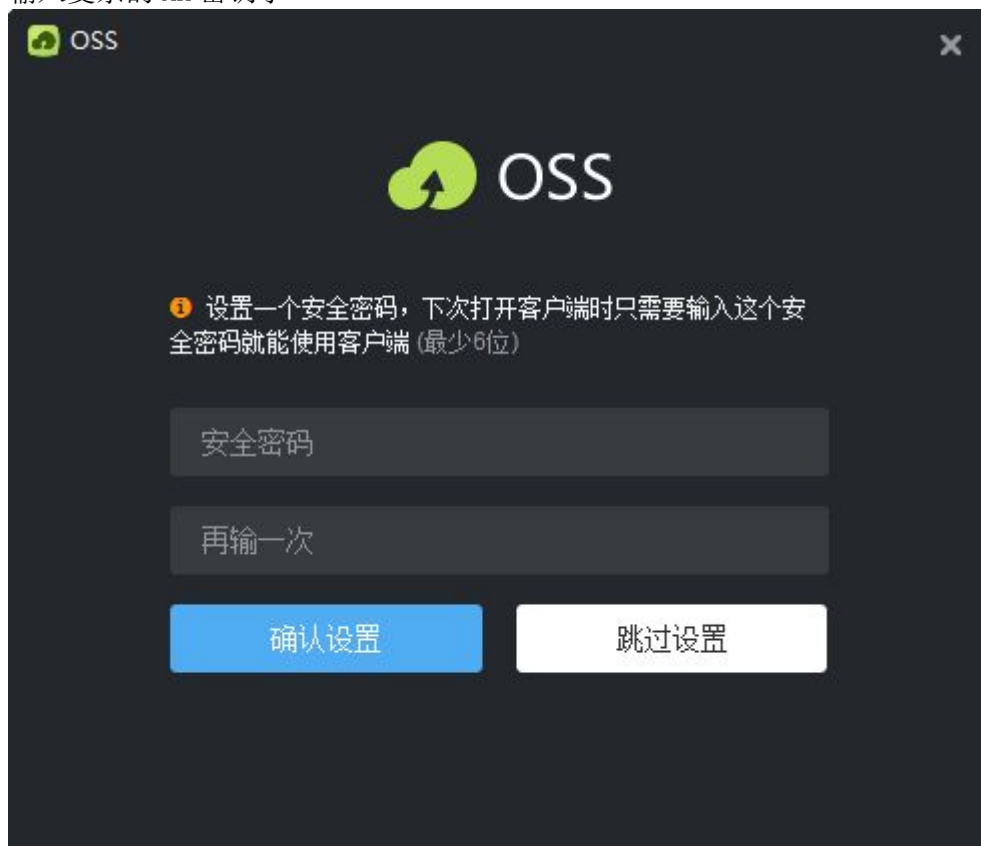 OSS
OSS
设置一个安全密码，下次打开客户端时只需要输入这个安
全密码就能使用客户端 (最少6位)
安全密码
再输一次
确认设置
跳过设置